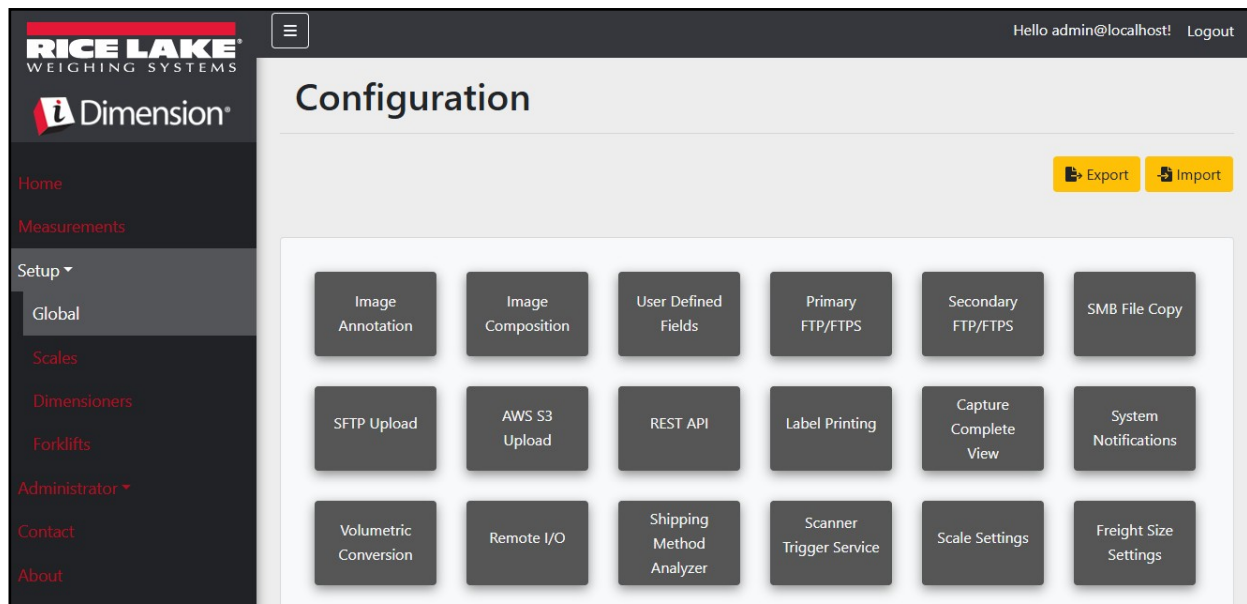 RICE LAKE®
WEIGHING SYSTEMS
i Dimension®
Home
Measurements
Setup
Global
Scales
Dimensioners
Forklifts
Administrator
Contact
About
Hello admin@localhost! Logout
Configuration
Export Import
Image
Annotation
Image
Composition
User Defined
Fields
Primary
FTP/FTPS
Secondary
FTP/FTPS
SMB File Copy
SFTP Upload
AWS S3
Upload
REST API
Label Printing
Capture
Complete
View
System
Notifications
Volumetric
Conversion
Remote I/O
Shipping
Method
Analyzer
Scanner
Trigger Service
Scale Settings
Freight Size
Settings